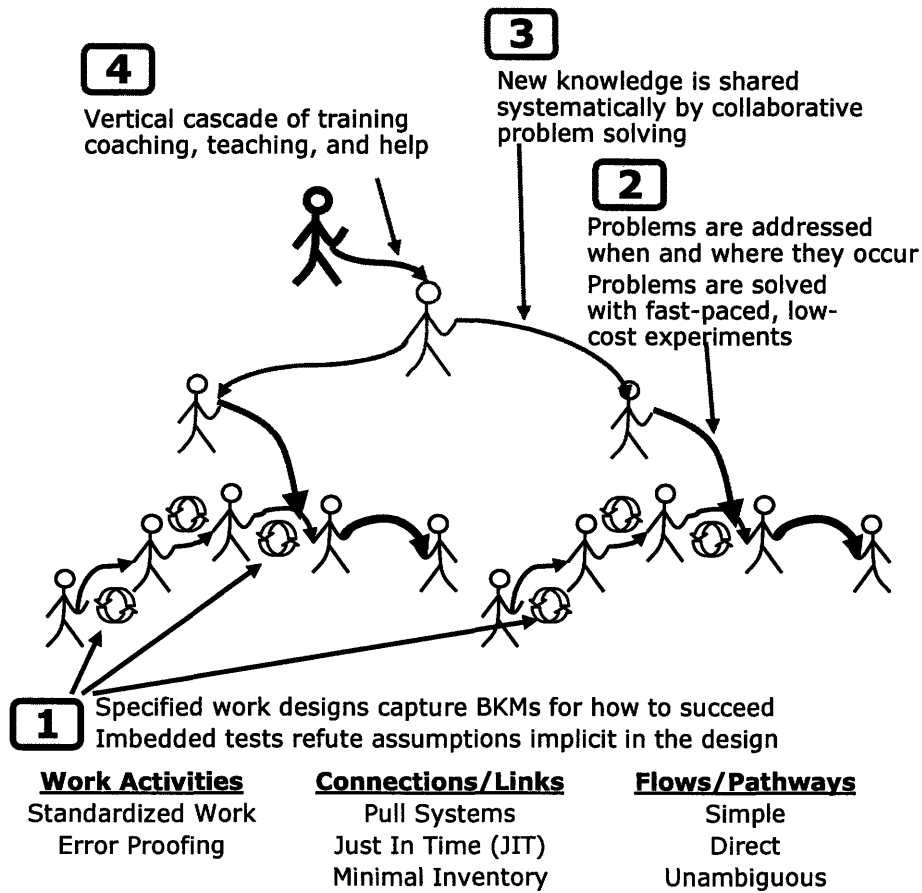 4
Vertical cascade of training
coaching, teaching, and help
3
New knowledge is shared
systematically by collaborative
problem solving
2
Problems are addressed
when and where they occur
Problems are solved
with fast-paced, low-
cost experiments
1
Specified work designs capture BKMs for how to succeed
Imbedded tests refute assumptions implicit in the design
Work Activities
Standardized Work
Error Proofing
Connections/Links
Pull Systems
Just In Time (JIT)
Minimal Inventory
Flows/Pathways
Simple
Direct
Unambiguous